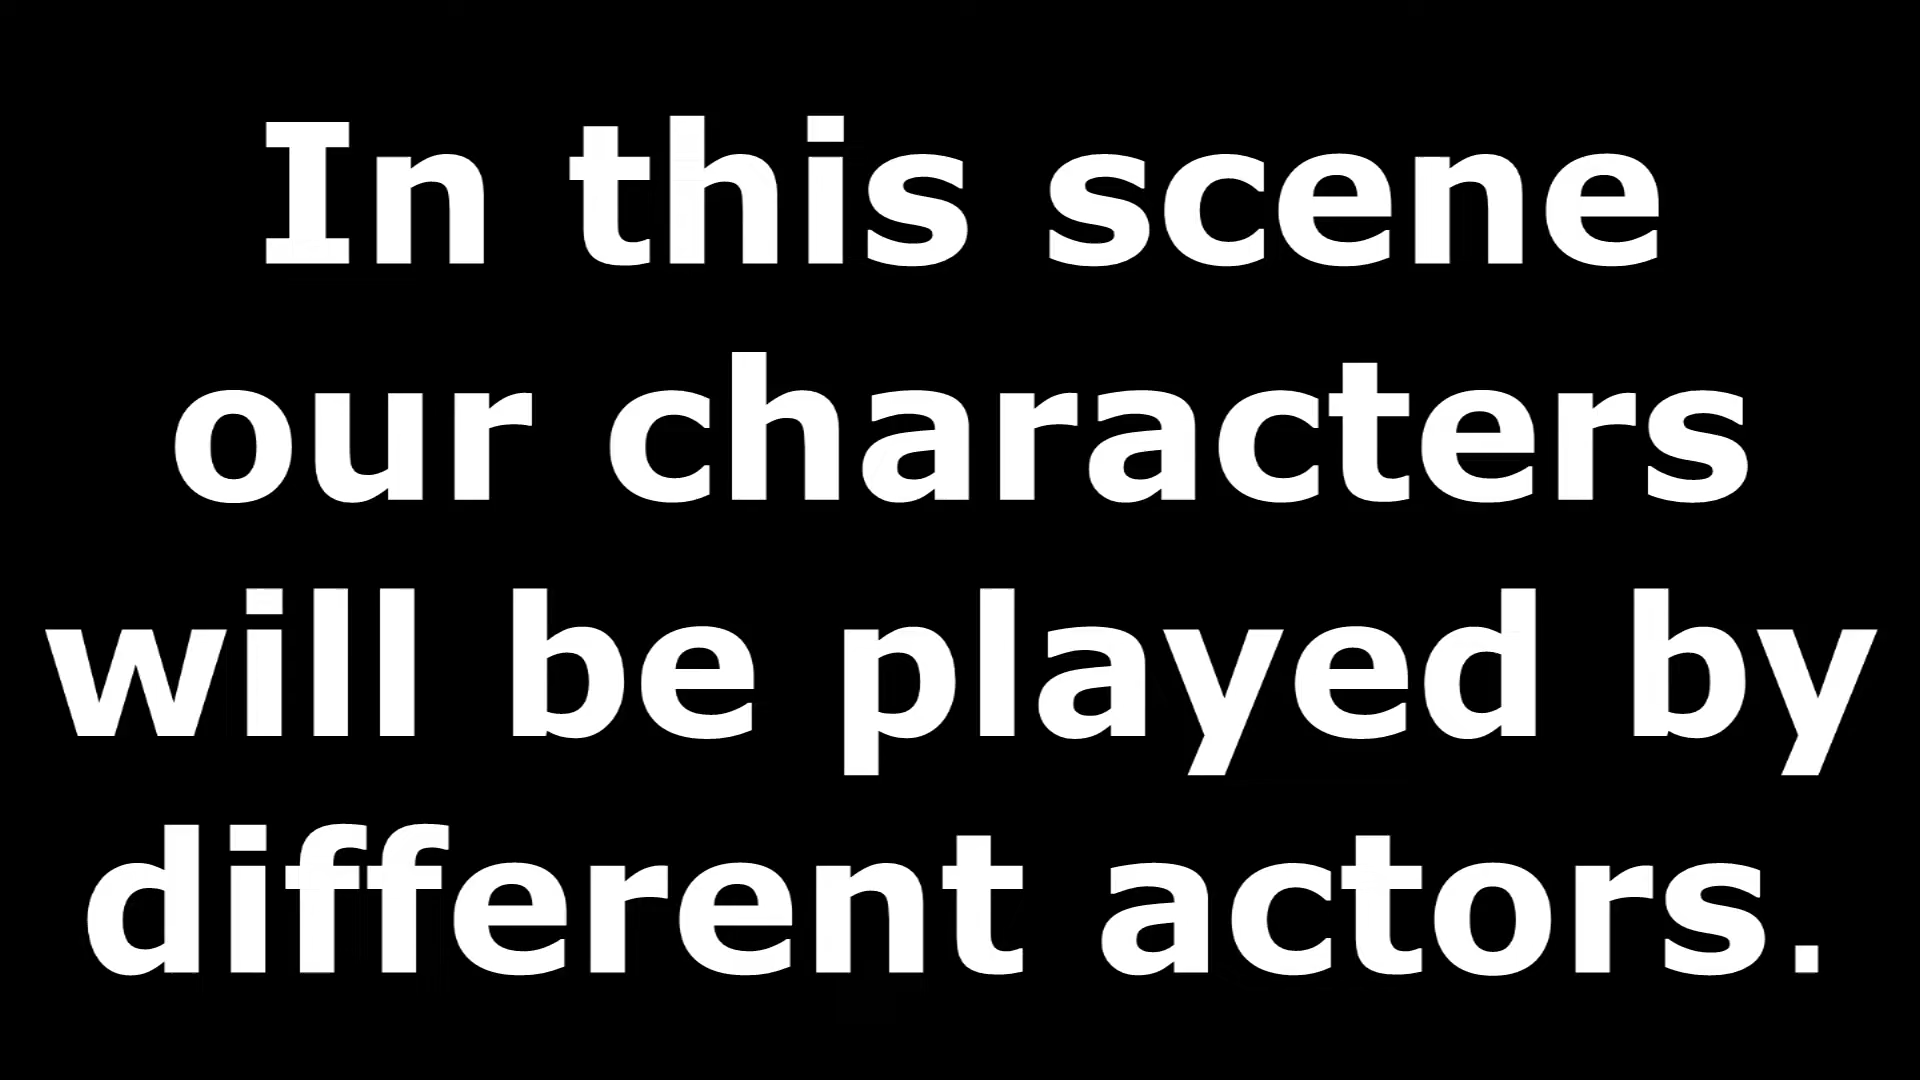 In this scene
our characters
will be played by
different actors.